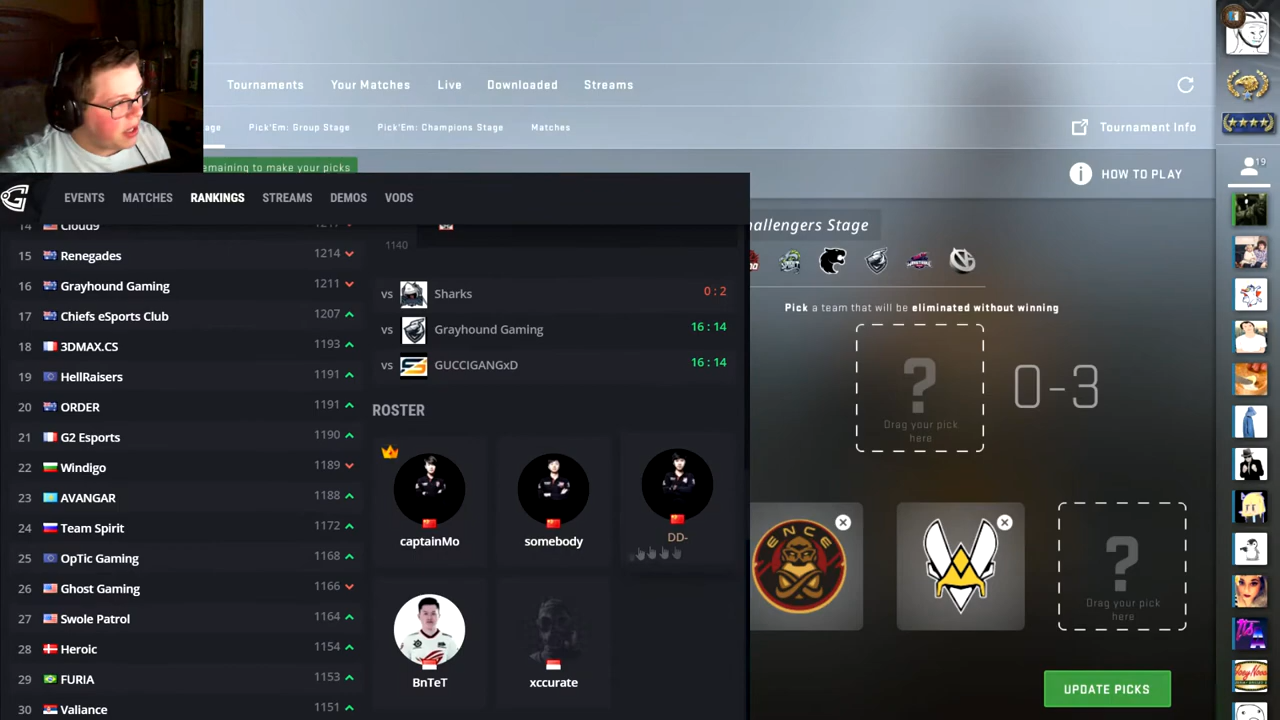 Tournaments Your Matches Live Downloaded Streams
age Pick'Em: Group Stage Pick'Em: Champions Stage Matches
Tournament Info
emaining to make your picks
HOW TO PLAY
EVENTS MATCHES RANKINGS STREAMS DEMOS VODS
19
14 Cloud9
hallengers Stage
1140
15 Renegades 1214
16 Grayhound Gaming 1211
vs Sharks 0 : 2
Pick a team that will be eliminated without winning
17 Chiefs eSports Club 1207
vs Grayhound Gaming 16 : 14
18 3DMAX.CS 1193
vs GUCCIGANGxD 16 : 14
19 HellRaisers 1191
?
0-3
20 ORDER 1191
ROSTER
Drag your pick
here
21 G2 Esports 1190
22 Windigo 1189
23 AVANGAR 1188
24 Team Spirit 1172
captainMo somebody DD-
ENCE
?
25 OpTic Gaming 1168
26 Ghost Gaming 1166
Drag your pick
here
27 Swole Patrol 1164
28 Heroic 1154
29 FURIA 1153
BnTeT xccurate
UPDATE PICKS
30 Valiance 1151